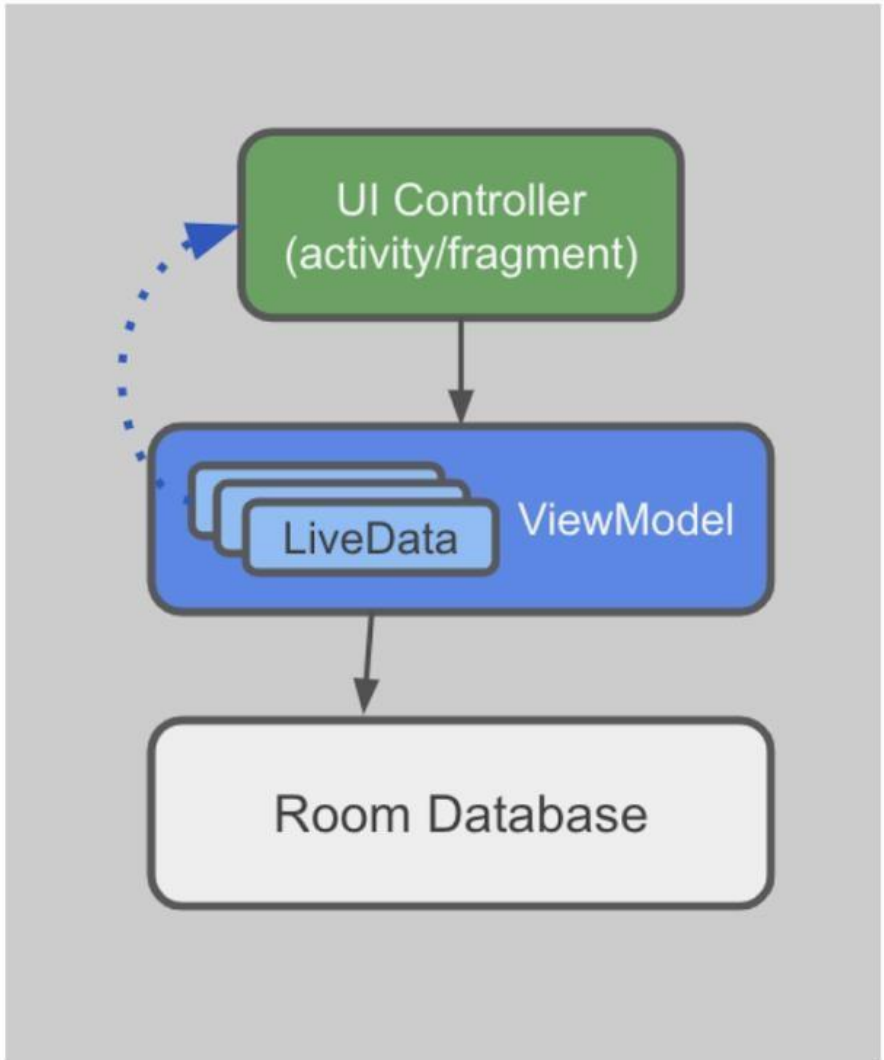 UI Controller
(activity/fragment)
LiveData
ViewModel
Room Database